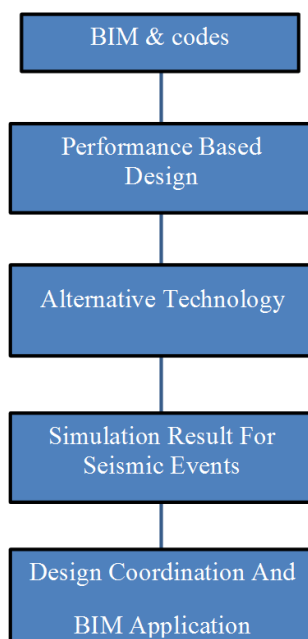 BIM & codes
Performance Based
Design
Alternative Technology
Simulation Result For
Seismic Events
Design Coordination And
BIM Application